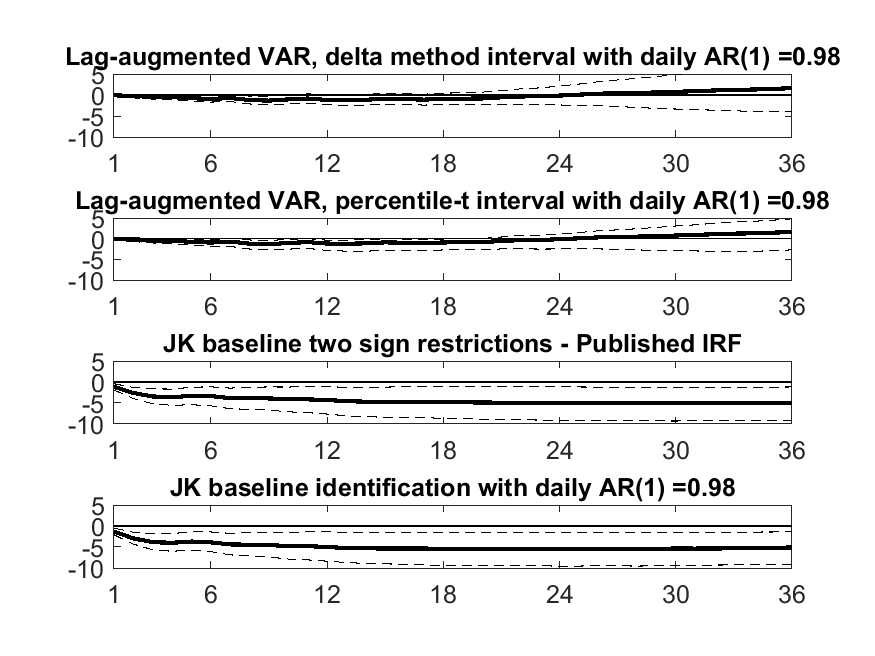 Lag-augmented VAR, delta method interval with daily AR(1) =0.98
5
0
-5
-10
1 6 12 18 24 30 36
Lag-augmented VAR, percentile-t interval with daily AR(1) =0.98
5
0
-5
-10
1 6 12 18 24 30 36
JK baseline two sign restrictions - Published IRF
5
0
-5
-10
1 6 12 18 24 30 36
JK baseline identification with daily AR(1) =0.98
5
0
-5
-10
1 6 12 18 24 30 36